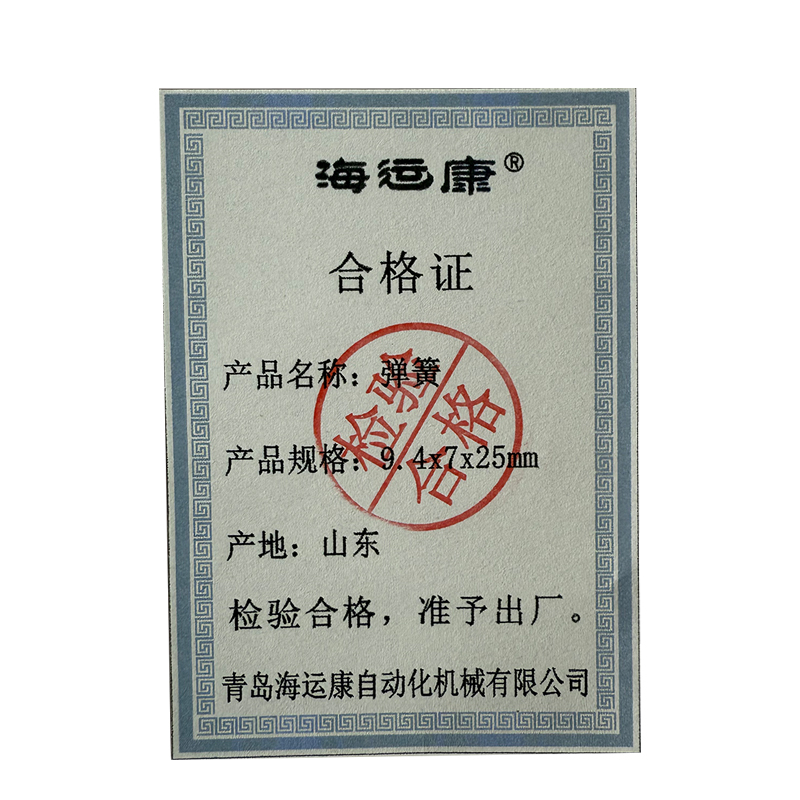 海运康®
合格证
产品名称：弹簧
检验
合格
产品规格：9.4x7x25mm
产地：山东
检验合格，准予出厂。
青岛海运康自动化机械有限公司